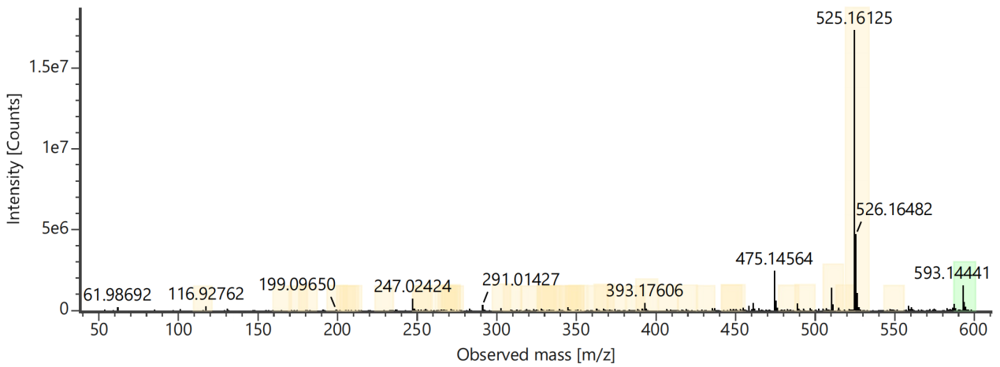 525.16125
1.5e7
1e7
526.16482
5e6
475.14564
593.14441
61.98692
116.92762
199.09650
247.02424
291.01427
393.17606
0
50 100 150 200 250 300 350 400 450 500 550 600
Observed mass [m/z]
Intensity [Counts]